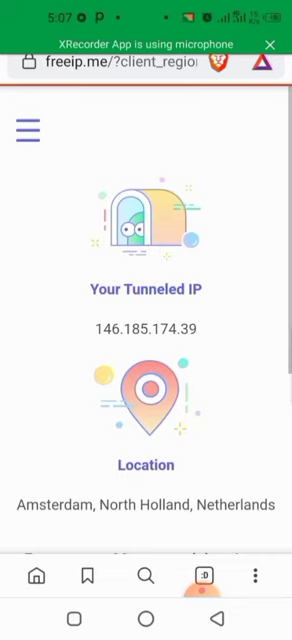 5:07
XRecorder App is using microphone
freeip.me/?client_regio
Your Tunneled IP
146.185.174.39
Location
Amsterdam, North Holland, Netherlands
:D